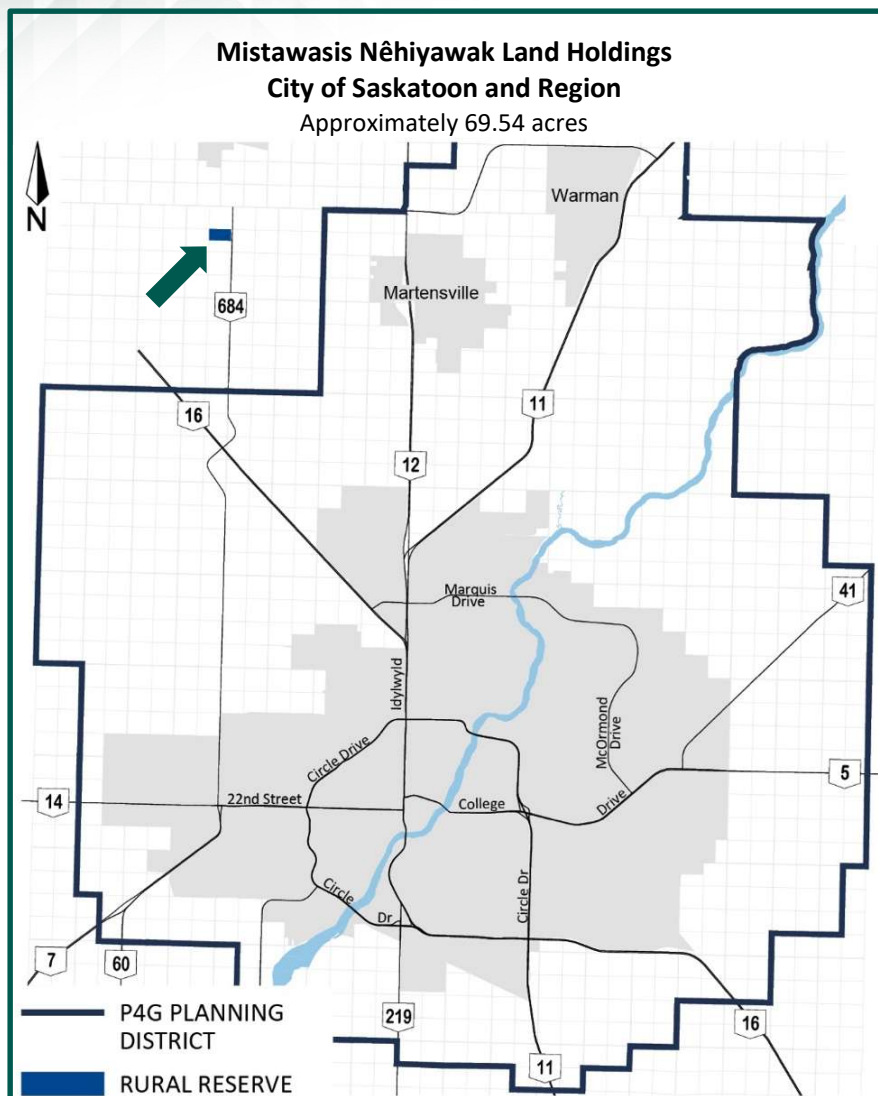 Mistawasis Nêhiyawak Land Holdings
City of Saskatoon and Region
Approximately 69.54 acres
N
Warman
Martensville
684
16
11
12
41
Marquis
Drive
Idylwyld
McOrmond
Drive
Circle Drive
5
14
22nd Street
College
Drive
Circle
Dr
Circle Dr
7
60
219
16
11
P4G PLANNING
DISTRICT
RURAL RESERVE